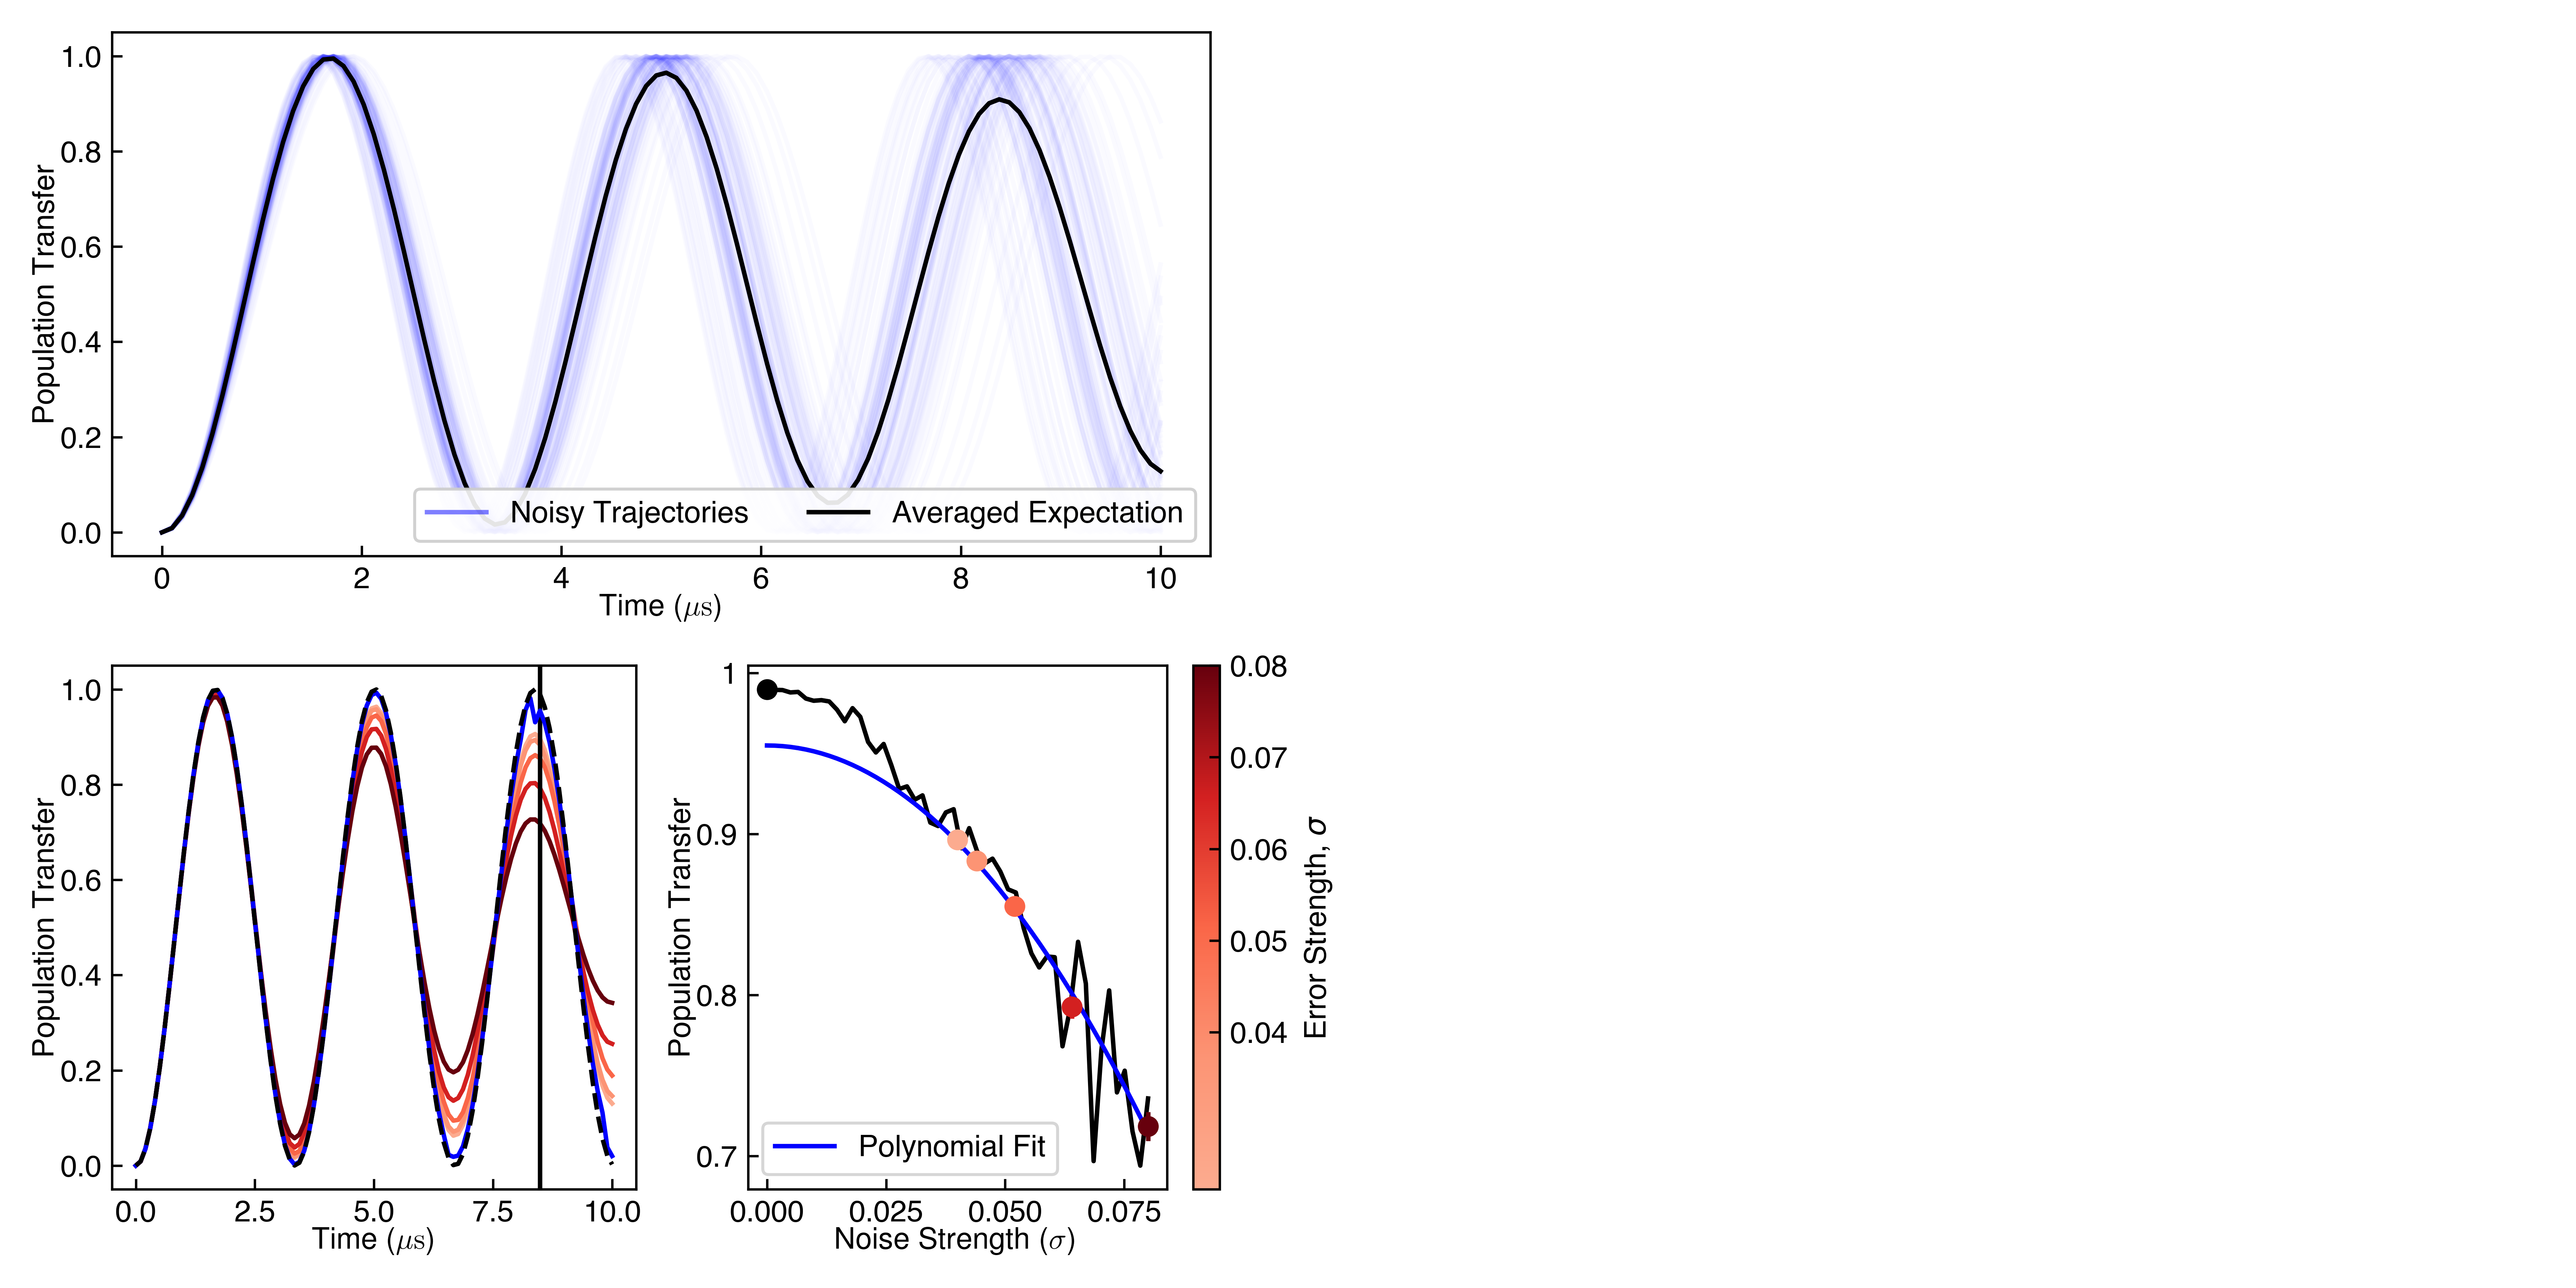 1.0
0.8
0.6
0.4
0.2
0.0
Population Transfer
Noisy Trajectories
Averaged Expectation
0 2 4 6 8 10
Time (μs)
1.0
0.8
0.6
0.4
0.2
0.0
Population Transfer
0.0 2.5 5.0 7.5 10.0
Time (μs)
1
0.9
0.8
0.7
Population Transfer
Polynomial Fit
0.000 0.025 0.050 0.075
Noise Strength (σ)
0.08
0.07
0.06
0.05
0.04
Error Strength, σ